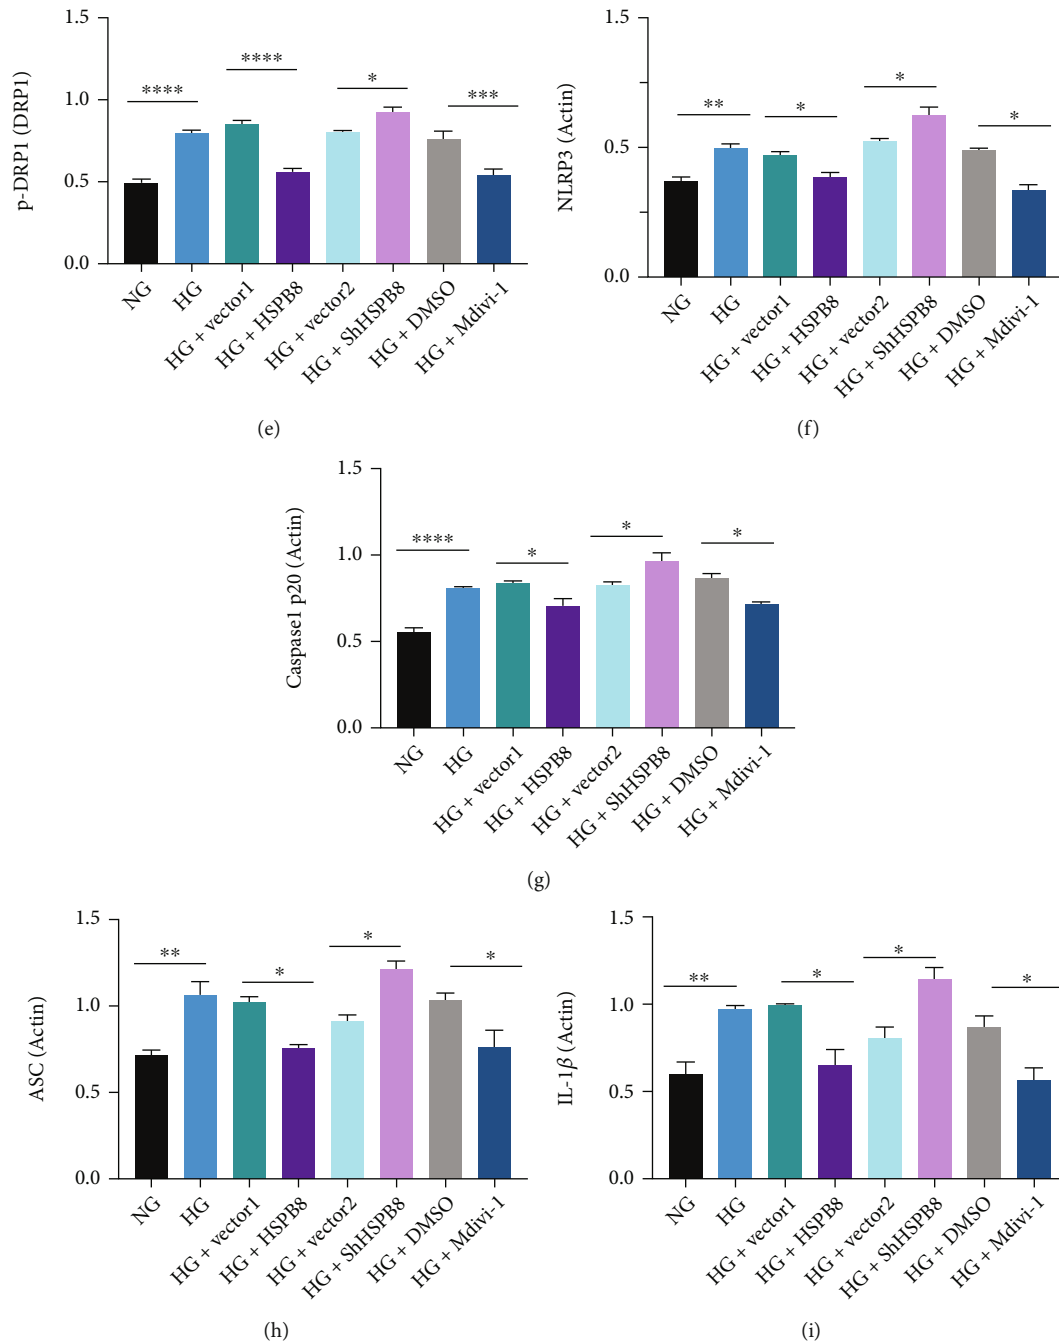 1.5
1.0
0.5
0.0
p-DRP1 (DRP1)
****
****
*
***
NG
HG
HG + vector1
HG + HSPB8
HG + vector2
HG + ShHSPB8
HG + DMSO
HG + Mdivi-1
(e)
1.5
0.5
0.0
NLRP3 (Actin)
**
*
*
*
NG
HG
HG + vector1
HG + HSPB8
HG + vector2
HG + ShHSPB8
HG + DMSO
HG + Mdivi-1
(f)
1.5
1.0
0.5
0.0
Caspase1 p20 (Actin)
****
*
*
*
NG
HG
HG + vector1
HG + HSPB8
HG + vector2
HG + ShHSPB8
HG + DMSO
HG + Mdivi-1
(g)
1.5
1.0
0.5
0.0
ASC (Actin)
**
*
*
*
NG
HG
HG + vector1
HG + HSPB8
HG + vector2
HG + ShHSPB8
HG + DMSO
HG + Mdivi-1
(h)
1.5
1.0
0.5
0.0
IL-1β (Actin)
**
*
*
*
NG
HG
HG + vector1
HG + HSPB8
HG + vector2
HG + ShHSPB8
HG + DMSO
HG + Mdivi-1
(i)